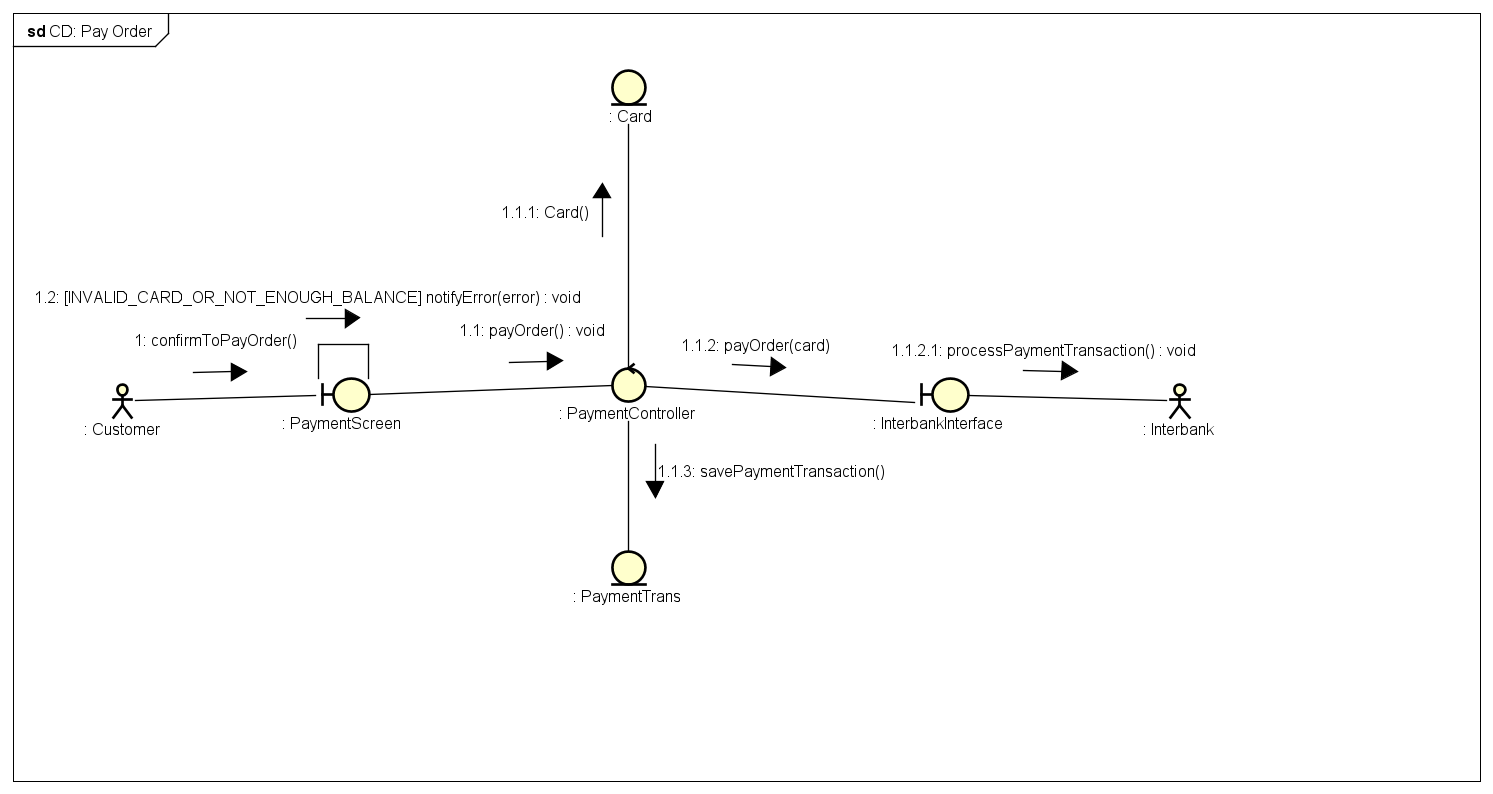 sd CD: Pay Order
: Card
1.1.1: Card()
1.2: [INVALID_CARD_OR_NOT_ENOUGH_BALANCE] notifyError(error) : void
1: confirmToPayOrder()
1.1: payOrder() : void
1.1.2: payOrder(card)
1.1.2.1: processPaymentTransaction() : void
: Customer
: PaymentScreen
: PaymentController
: InterbankInterface
: Interbank
1.1.3: savePaymentTransaction()
: PaymentTrans